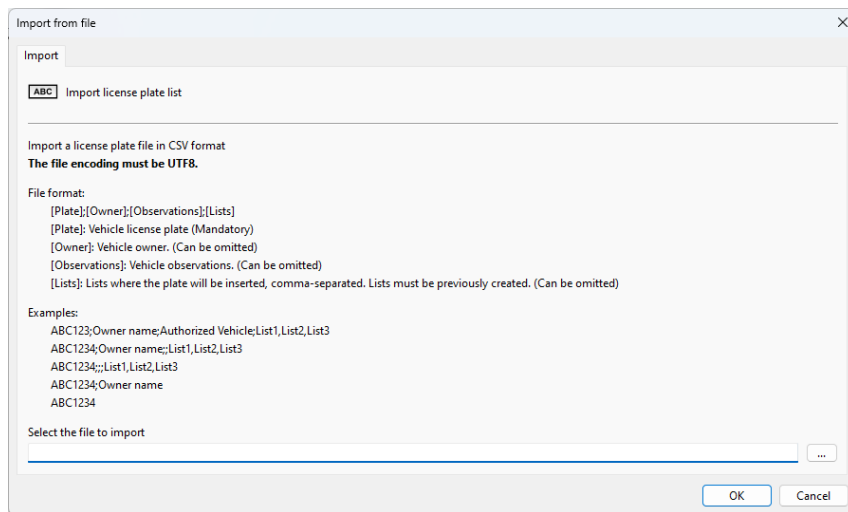 Import from file
Import
ABC Import license plate list
Import a license plate file in CSV format
The file encoding must be UTF8.
File format:
[Plate];[Owner];[Observations];[Lists]
[Plate]: Vehicle license plate (Mandatory)
[Owner]: Vehicle owner. (Can be omitted)
[Observations]: Vehicle observations. (Can be omitted)
[Lists]: Lists where the plate will be inserted, comma-separated. Lists must be previously created. (Can be omitted)
Examples:
ABC123;Owner name;Authorized Vehicle;List1,List2,List3
ABC1234;Owner name;;List1,List2,List3
ABC1234;;;List1,List2,List3
ABC1234;Owner name
ABC1234
Select the file to import
...
OK Cancel